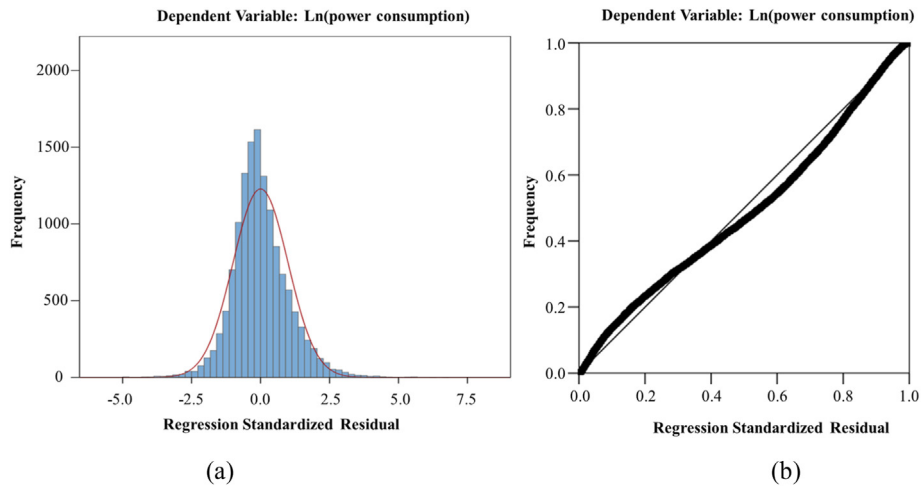 Dependent Variable: Ln(power consumption)
2000
1500
1000
500
0
Frequency
-5.0 -2.5 0.0 2.5 5.0 7.5
Regression Standardized Residual
(a)
Dependent Variable: Ln(power consumption)
1.0
0.8
0.6
0.4
0.2
0.0
Frequency
0.0 0.2 0.4 0.6 0.8 1.0
Regression Standardized Residual
(b)